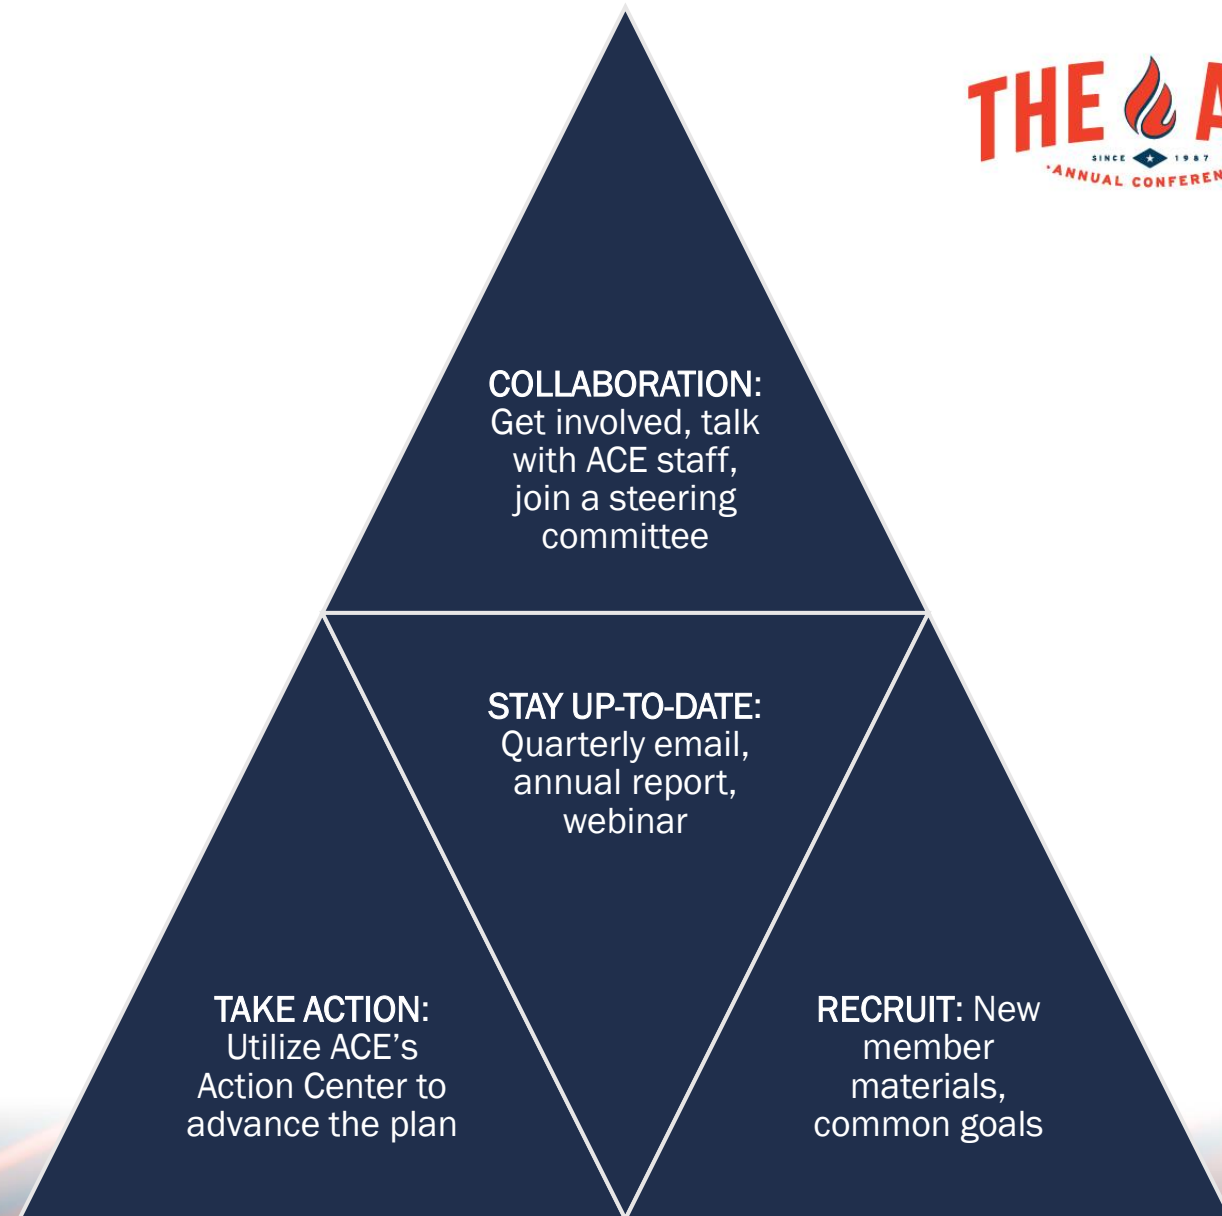 THE
SINCE 1987
COLLABORATION:
Get involved, talk
with ACE staff,
join a steering
committee
STAY UP-TO-DATE:
Quarterly email,
annual report,
webinar
TAKE ACTION:
Utilize ACE’s
Action Center to
advance the plan
RECRUIT: New
member
materials,
common goals